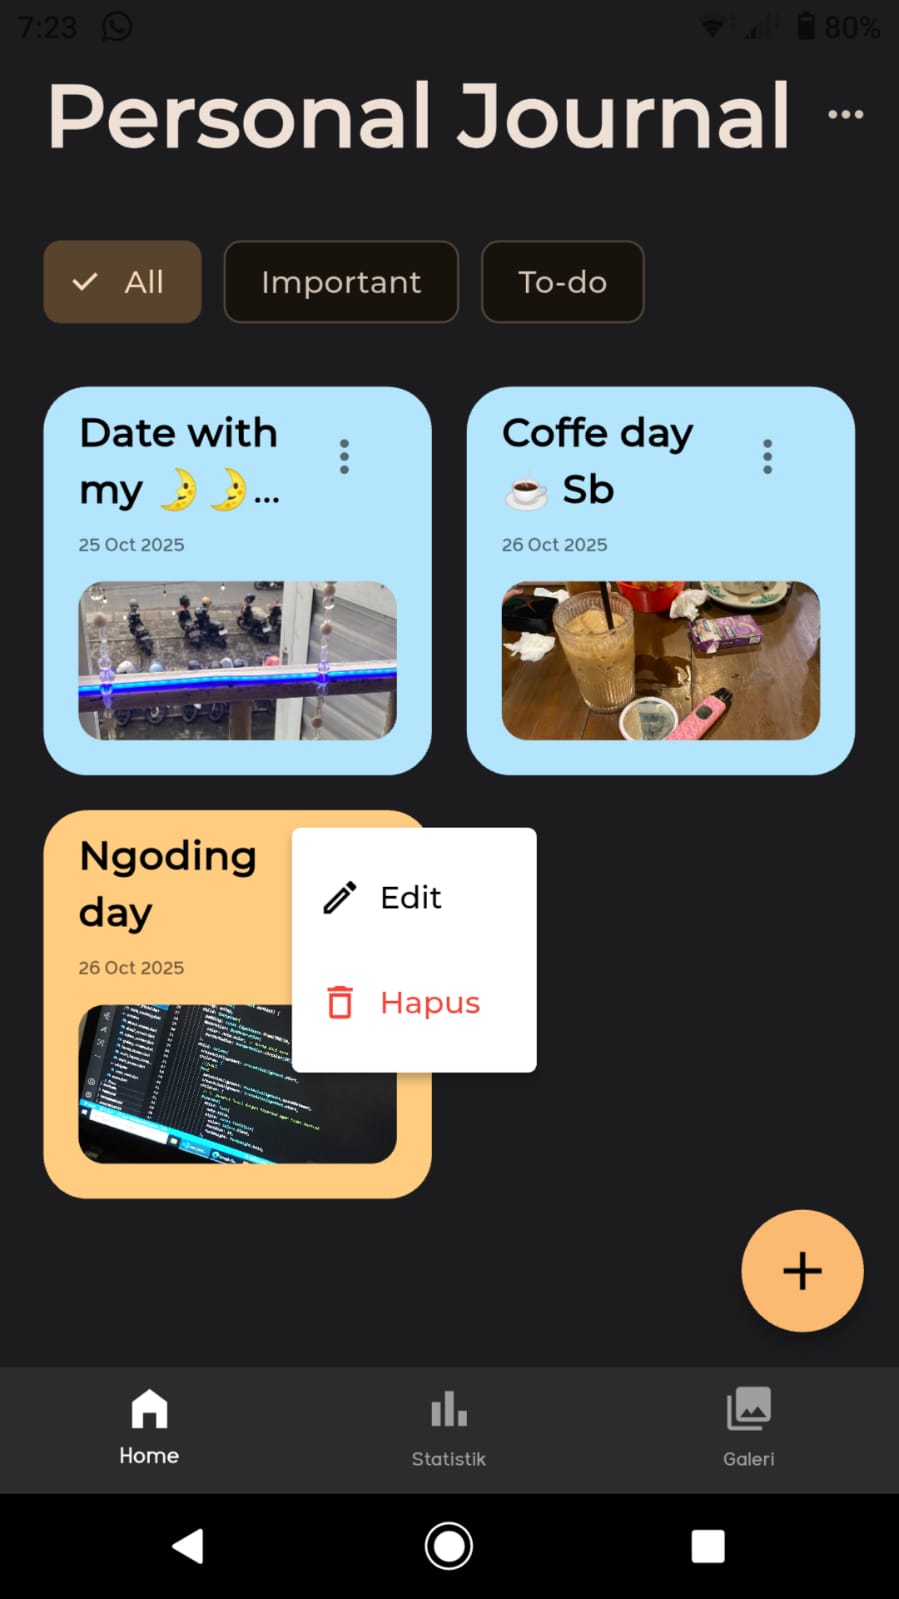 7:23 80%
Personal Journal
All Important To-do
Date with
my 🌛🌛...
25 Oct 2025
Coffe day
☕ Sb
26 Oct 2025
Ngoding
day
26 Oct 2025
Edit
Hapus
Home Statistik Galeri